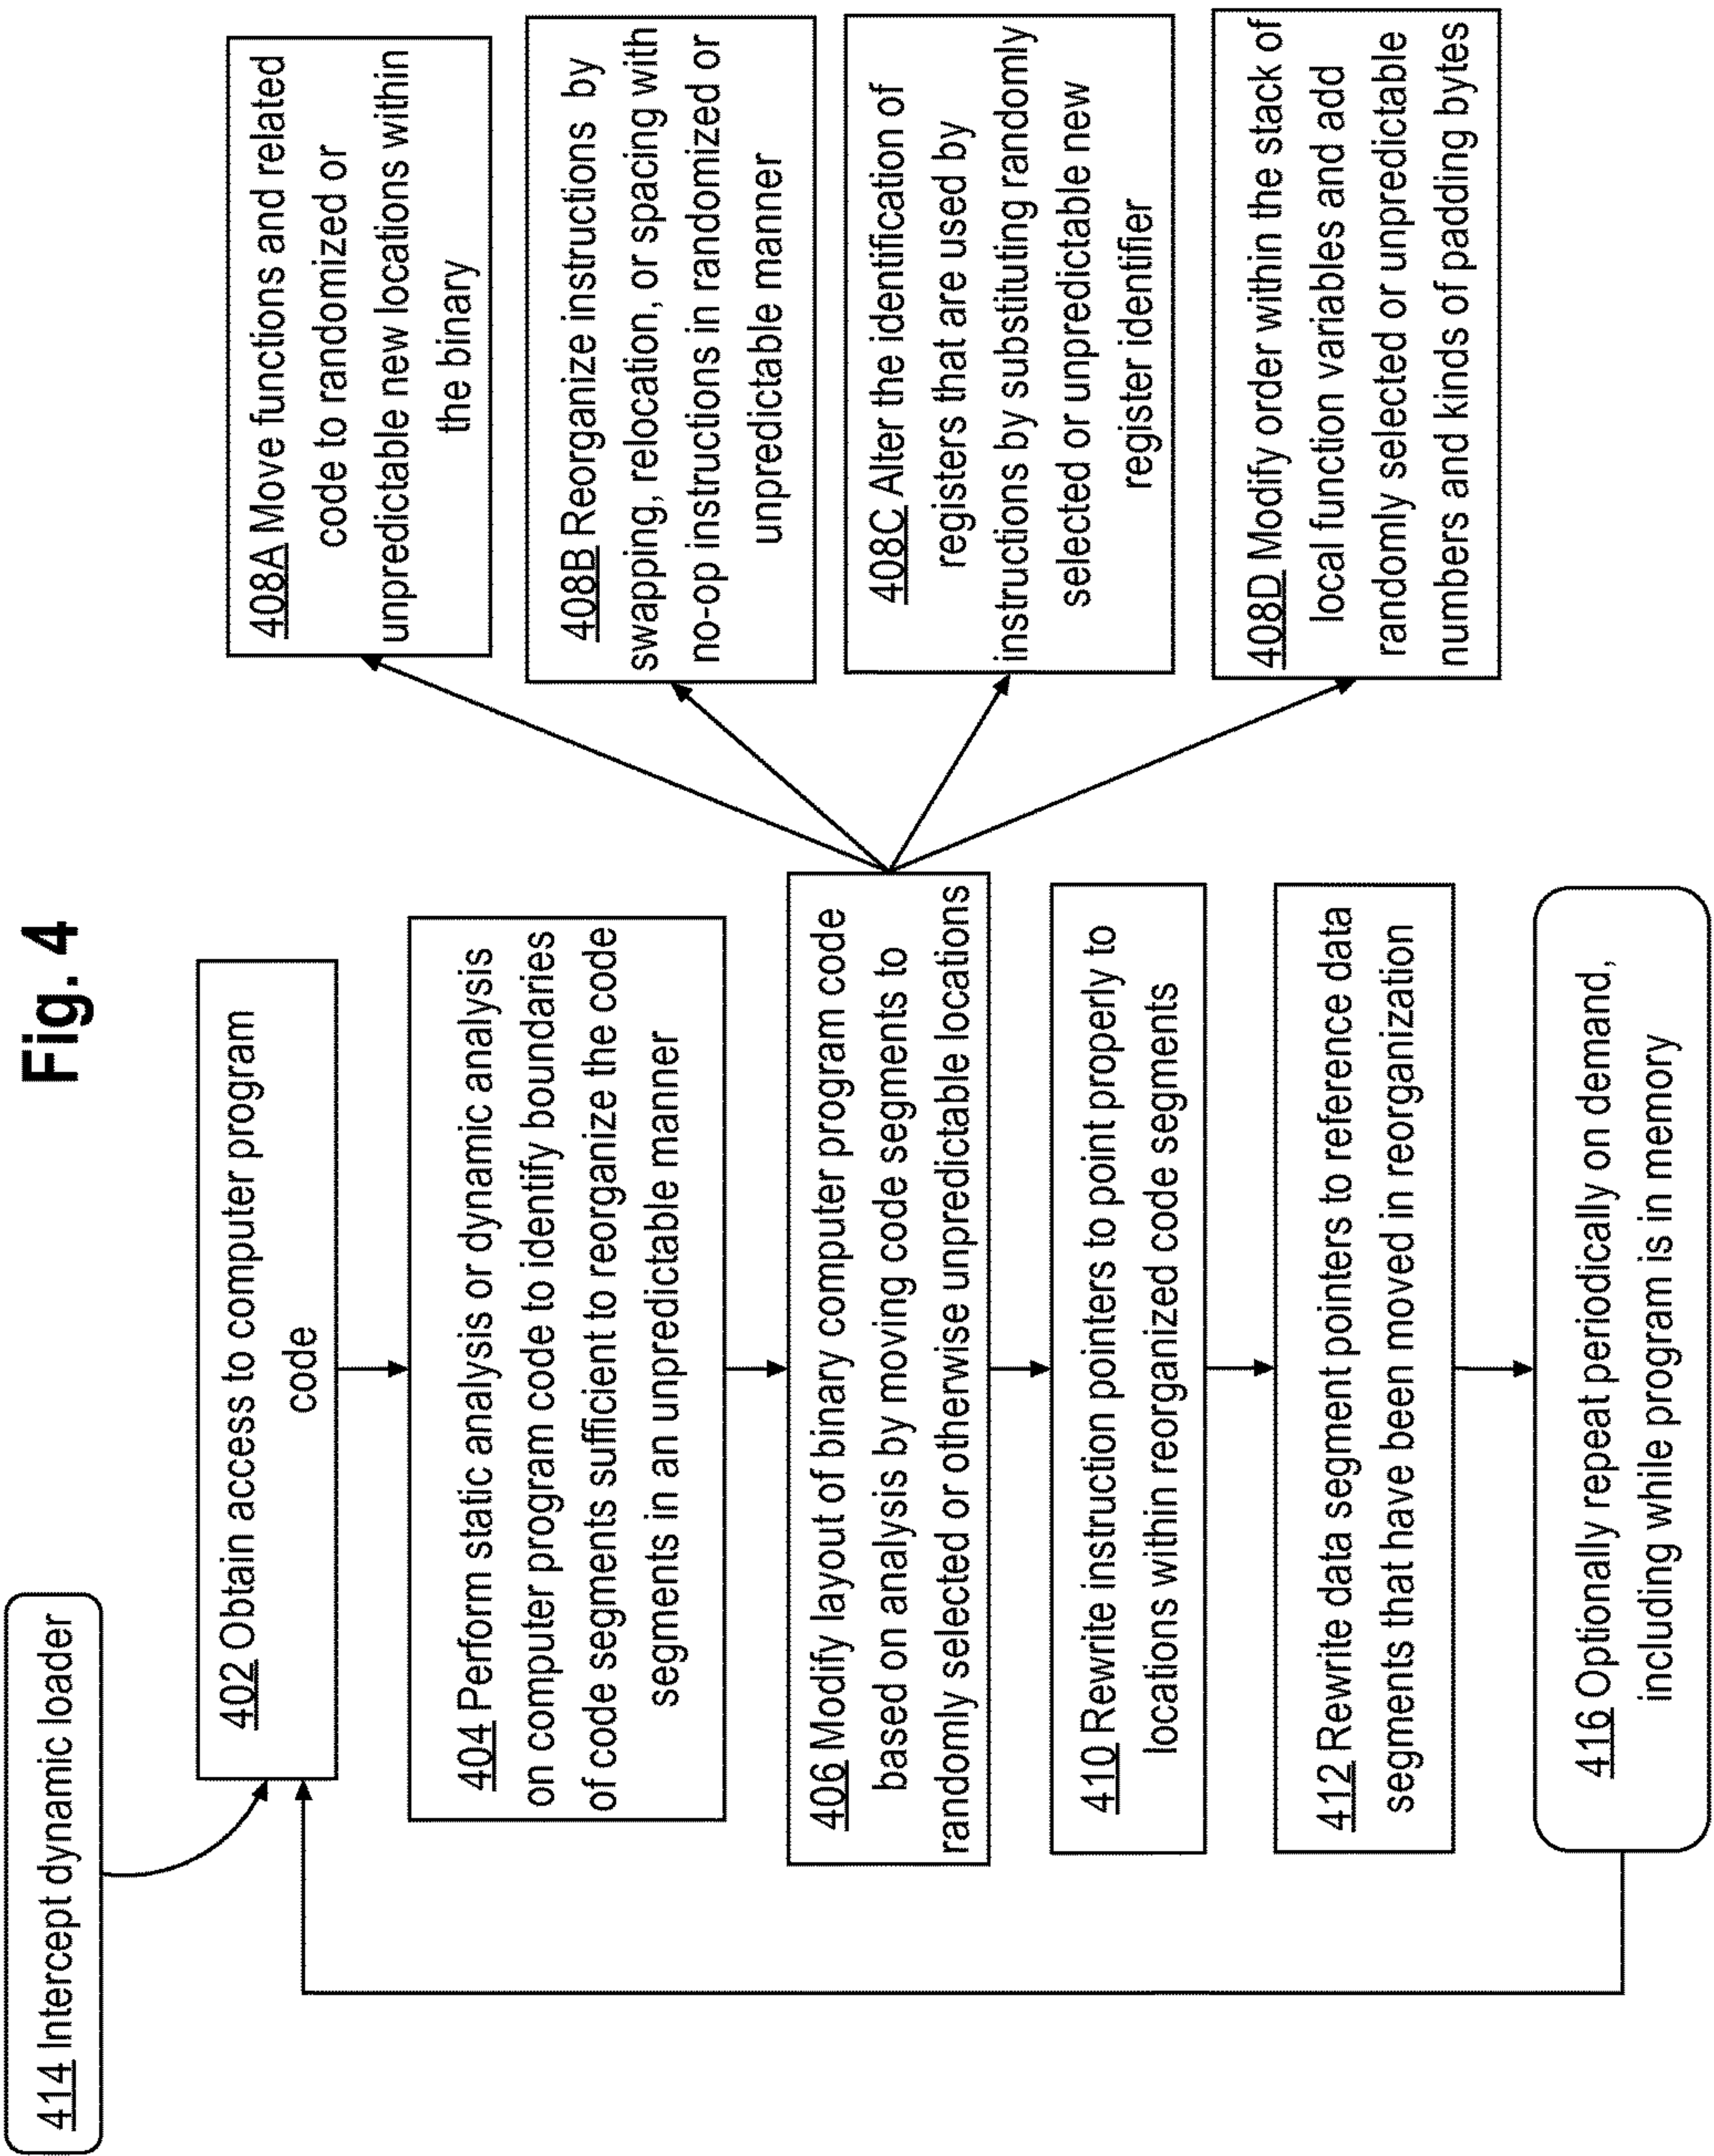 Fig. 4
414 Intercept dynamic loader
402 Obtain access to computer program
code
404 Perform static analysis or dynamic analysis
on computer program code to identify boundaries
of code segments sufficient to reorganize the code
segments in an unpredictable manner
406 Modify layout of binary computer program code
based on analysis by moving code segments to
randomly selected or otherwise unpredictable locations
408A Move functions and related
code to randomized or
unpredictable new locations within
the binary
408B Reorganize instructions by
swapping, relocation, or spacing with
no-op instructions in randomized or
unpredictable manner
408C Alter the identification of
registers that are used by
instructions by substituting randomly
selected or unpredictable new
register identifier
408D Modify order within the stack of
local function variables and add
randomly selected or unpredictable
numbers and kinds of padding bytes
410 Rewrite instruction pointers to point properly to
locations within reorganized code segments
412 Rewrite data segment pointers to reference data
segments that have been moved in reorganization
416 Optionally repeat periodically on demand,
including while program is in memory